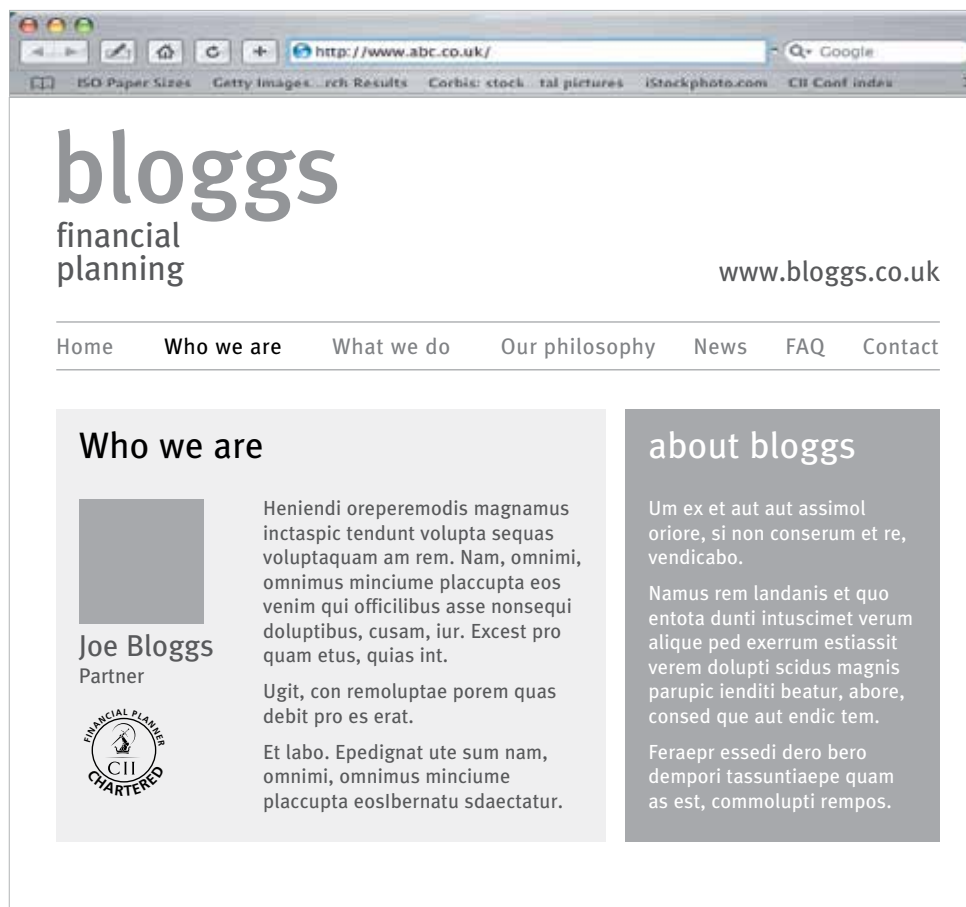 http://www.abc.co.uk/
Google
ISO Paper Sizes Getty Images...rch Results Corbis: stock...tal pictures iStockphoto.com CII Conf index
bloggs
financial
planning
www.bloggs.co.uk
Home Who we are What we do Our philosophy News FAQ Contact
Who we are
Joe Bloggs
Partner
FINANCIAL PLANNER
CII
CHARTERED
Heniendi oreperemodis magnamus
inctaspic tendunt volupta sequas
voluptaquam am rem. Nam, omnimi,
omnimus minciume placcupta eos
venim qui officilibus asse nonsequi
doluptibus, cusam, iur. Excest pro
quam etus, quias int.
Ugit, con remoluptae porem quas
debit pro es erat.
Et labo. Epedignat ute sum nam,
omnimi, omnimus minciume
placcupta eosIbernatu sdaectatur.
about bloggs
Um ex et aut aut assimol
oriore, si non conserum et re,
vendicabo.
Namus rem landanis et quo
entota dunti intuscimet verum
alique ped exerrum estiassit
verem dolupti scidus magnis
parupic ienditi beatur, abore,
consed que aut endic tem.
Feraepr essedi dero bero
dempori tassuntiaepe quam
as est, commolupti rempos.